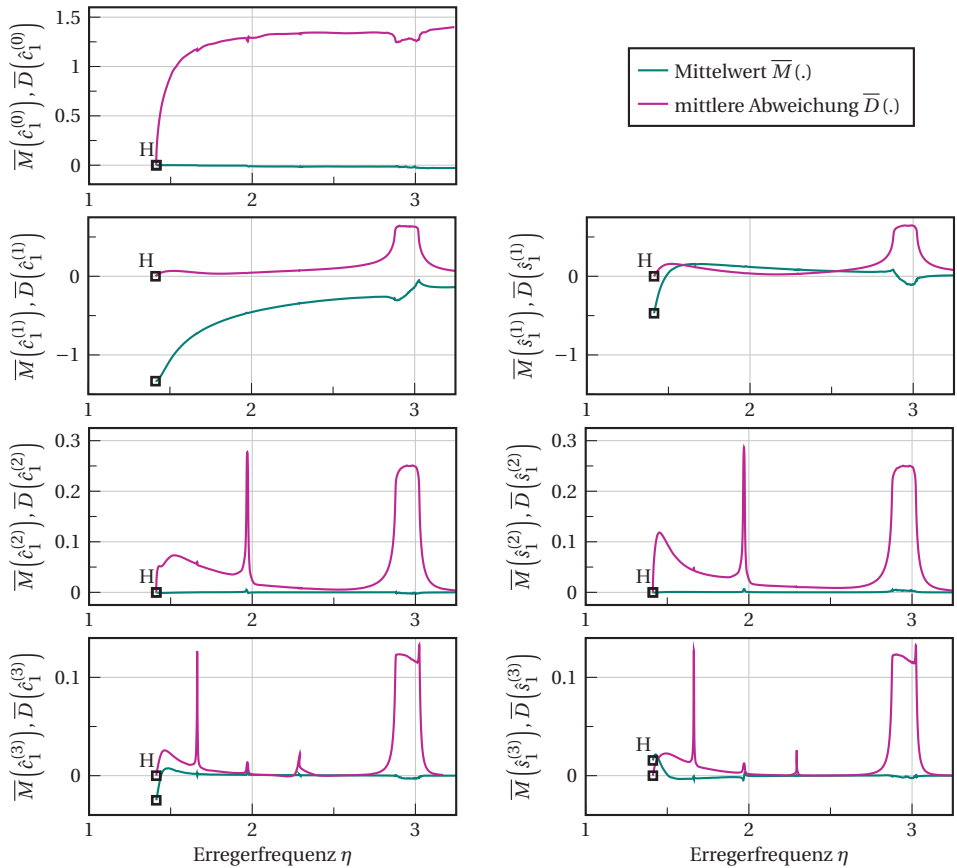 1.5
1
0.5
0
H
1
2
3
M̅(ĉ₁⁽⁰⁾), D̅(ĉ₁⁽⁰⁾)
Mittelwert M̅(.)
mittlere Abweichung D̅(.)
0
−1
H
1
2
3
M̅(ĉ₁⁽¹⁾), D̅(ĉ₁⁽¹⁾)
0
−1
H
1
2
3
M̅(ŝ₁⁽¹⁾), D̅(ŝ₁⁽¹⁾)
0.3
0.2
0.1
0
H
1
2
3
M̅(ĉ₁⁽²⁾), D̅(ĉ₁⁽²⁾)
0.3
0.2
0.1
0
H
1
2
3
M̅(ŝ₁⁽²⁾), D̅(ŝ₁⁽²⁾)
0.1
0
H
1
2
3
M̅(ĉ₁⁽³⁾), D̅(ĉ₁⁽³⁾)
Erregerfrequenz η
0.1
0
H
1
2
3
M̅(ŝ₁⁽³⁾), D̅(ŝ₁⁽³⁾)
Erregerfrequenz η